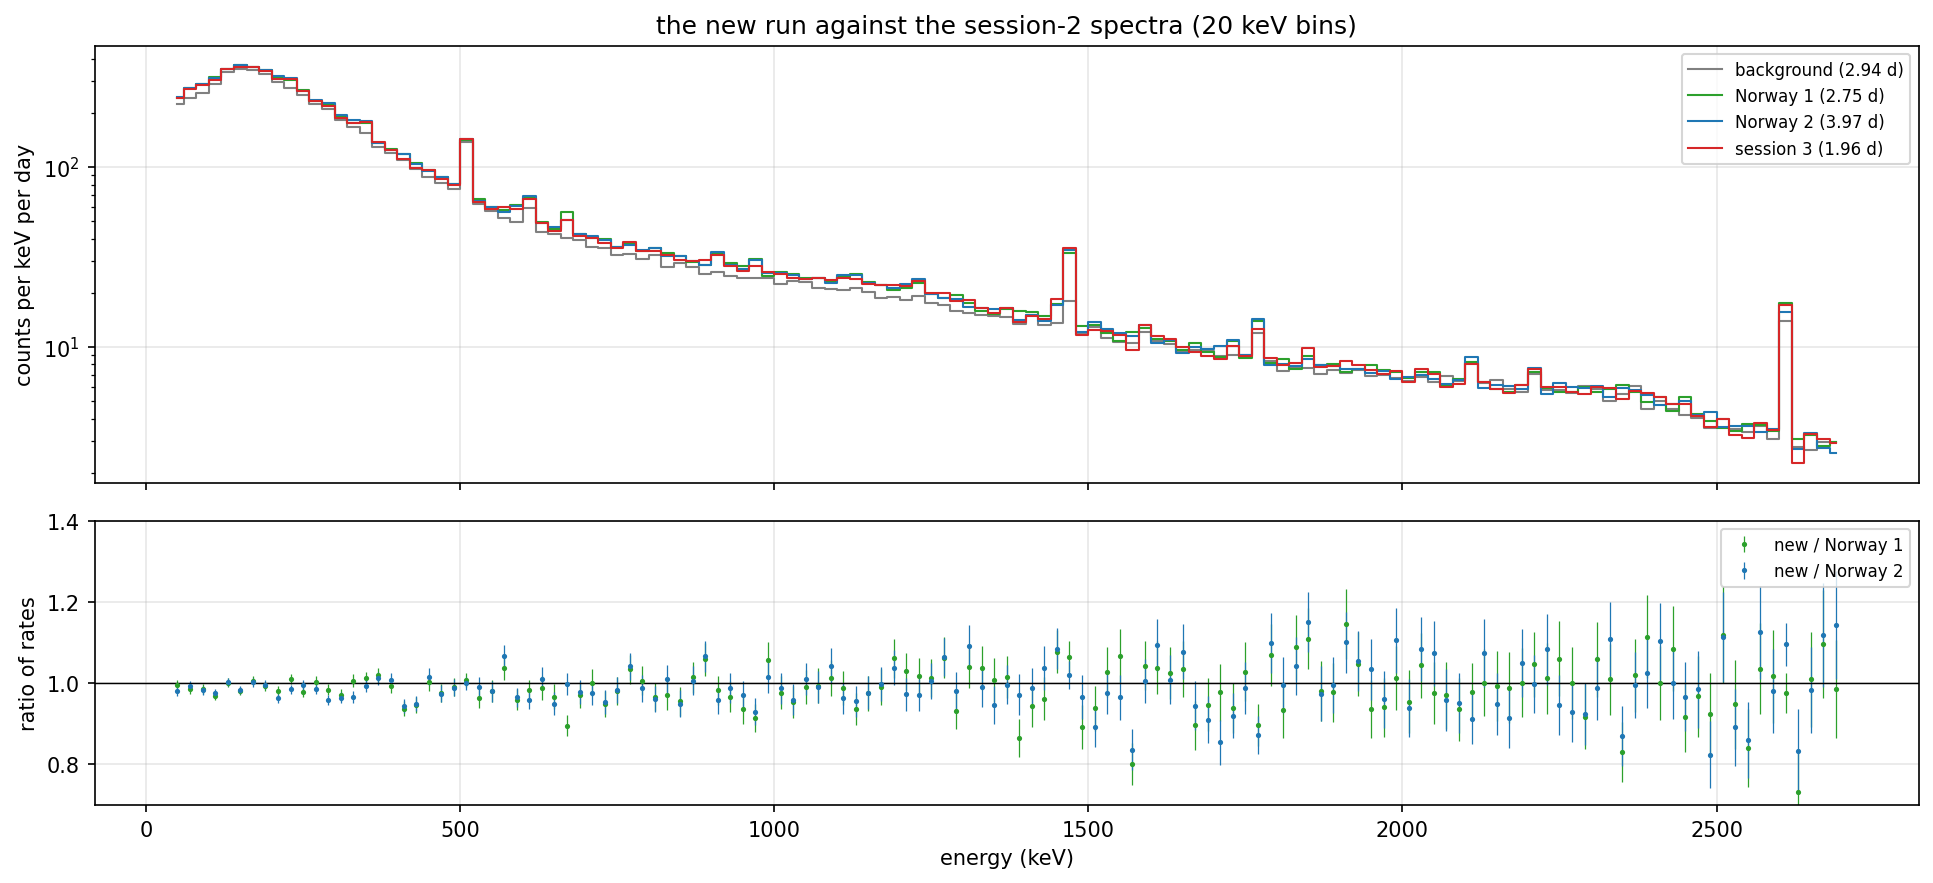 the new run against the session-2 spectra (20 keV bins)
counts per keV per day
10²
10¹
background (2.94 d)
Norway 1 (2.75 d)
Norway 2 (3.97 d)
session 3 (1.96 d)
ratio of rates
1.4
1.2
1.0
0.8
new / Norway 1
new / Norway 2
0 500 1000 1500 2000 2500
energy (keV)